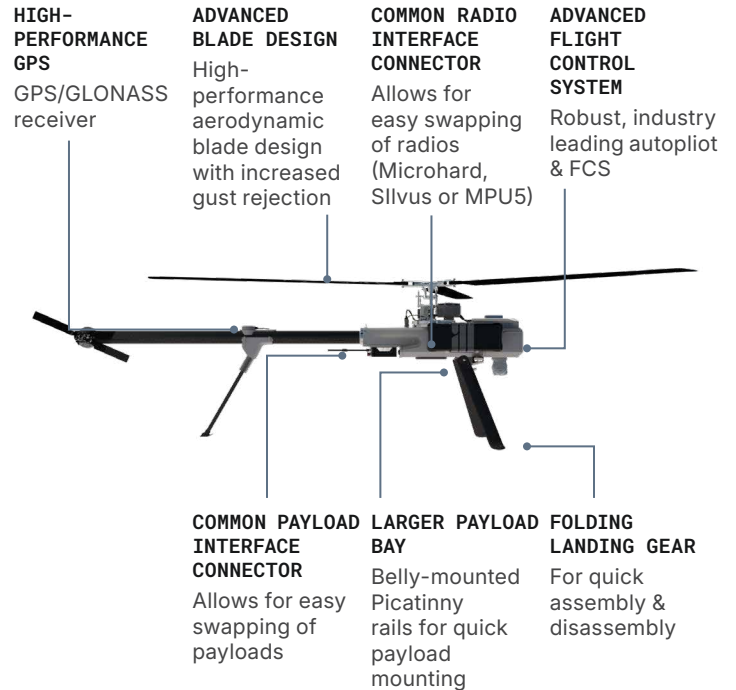 HIGH-
PERFORMANCE
GPS
GPS/GLONASS
receiver
ADVANCED
BLADE DESIGN
High-
performance
aerodynamic
blade design
with increased
gust rejection
COMMON RADIO
INTERFACE
CONNECTOR
Allows for
easy swapping
of radios
(Microhard,
SIlvus or MPU5)
ADVANCED
FLIGHT
CONTROL
SYSTEM
Robust, industry
leading autopliot
& FCS
COMMON PAYLOAD
INTERFACE
CONNECTOR
Allows for easy
swapping of
payloads
LARGER PAYLOAD
BAY
Belly-mounted
Picatinny
rails for quick
payload
mounting
FOLDING
LANDING GEAR
For quick
assembly &
disassembly